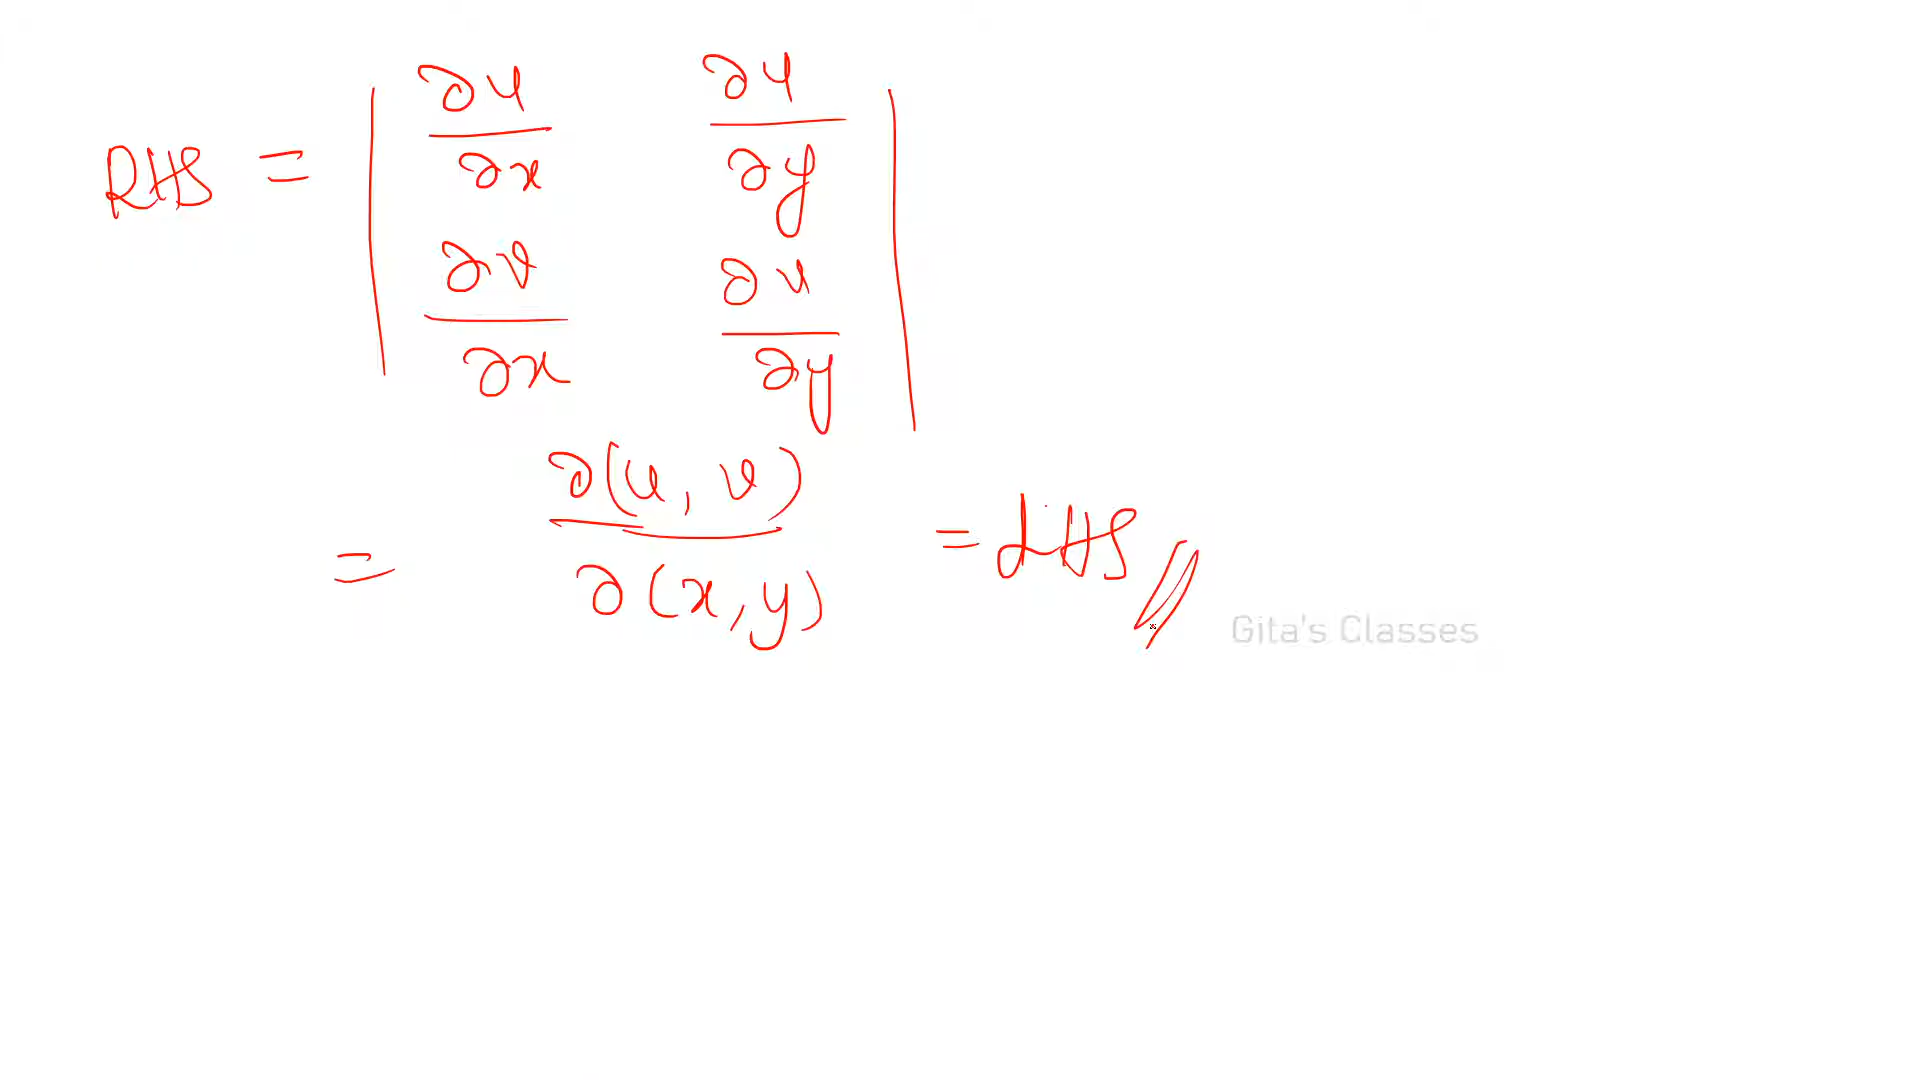 RHS = | ∂u/∂x ∂u/∂y |
| ∂v/∂x ∂v/∂y |
= ∂(u, v)/∂(x, y) = LHS //
Gita's Classes